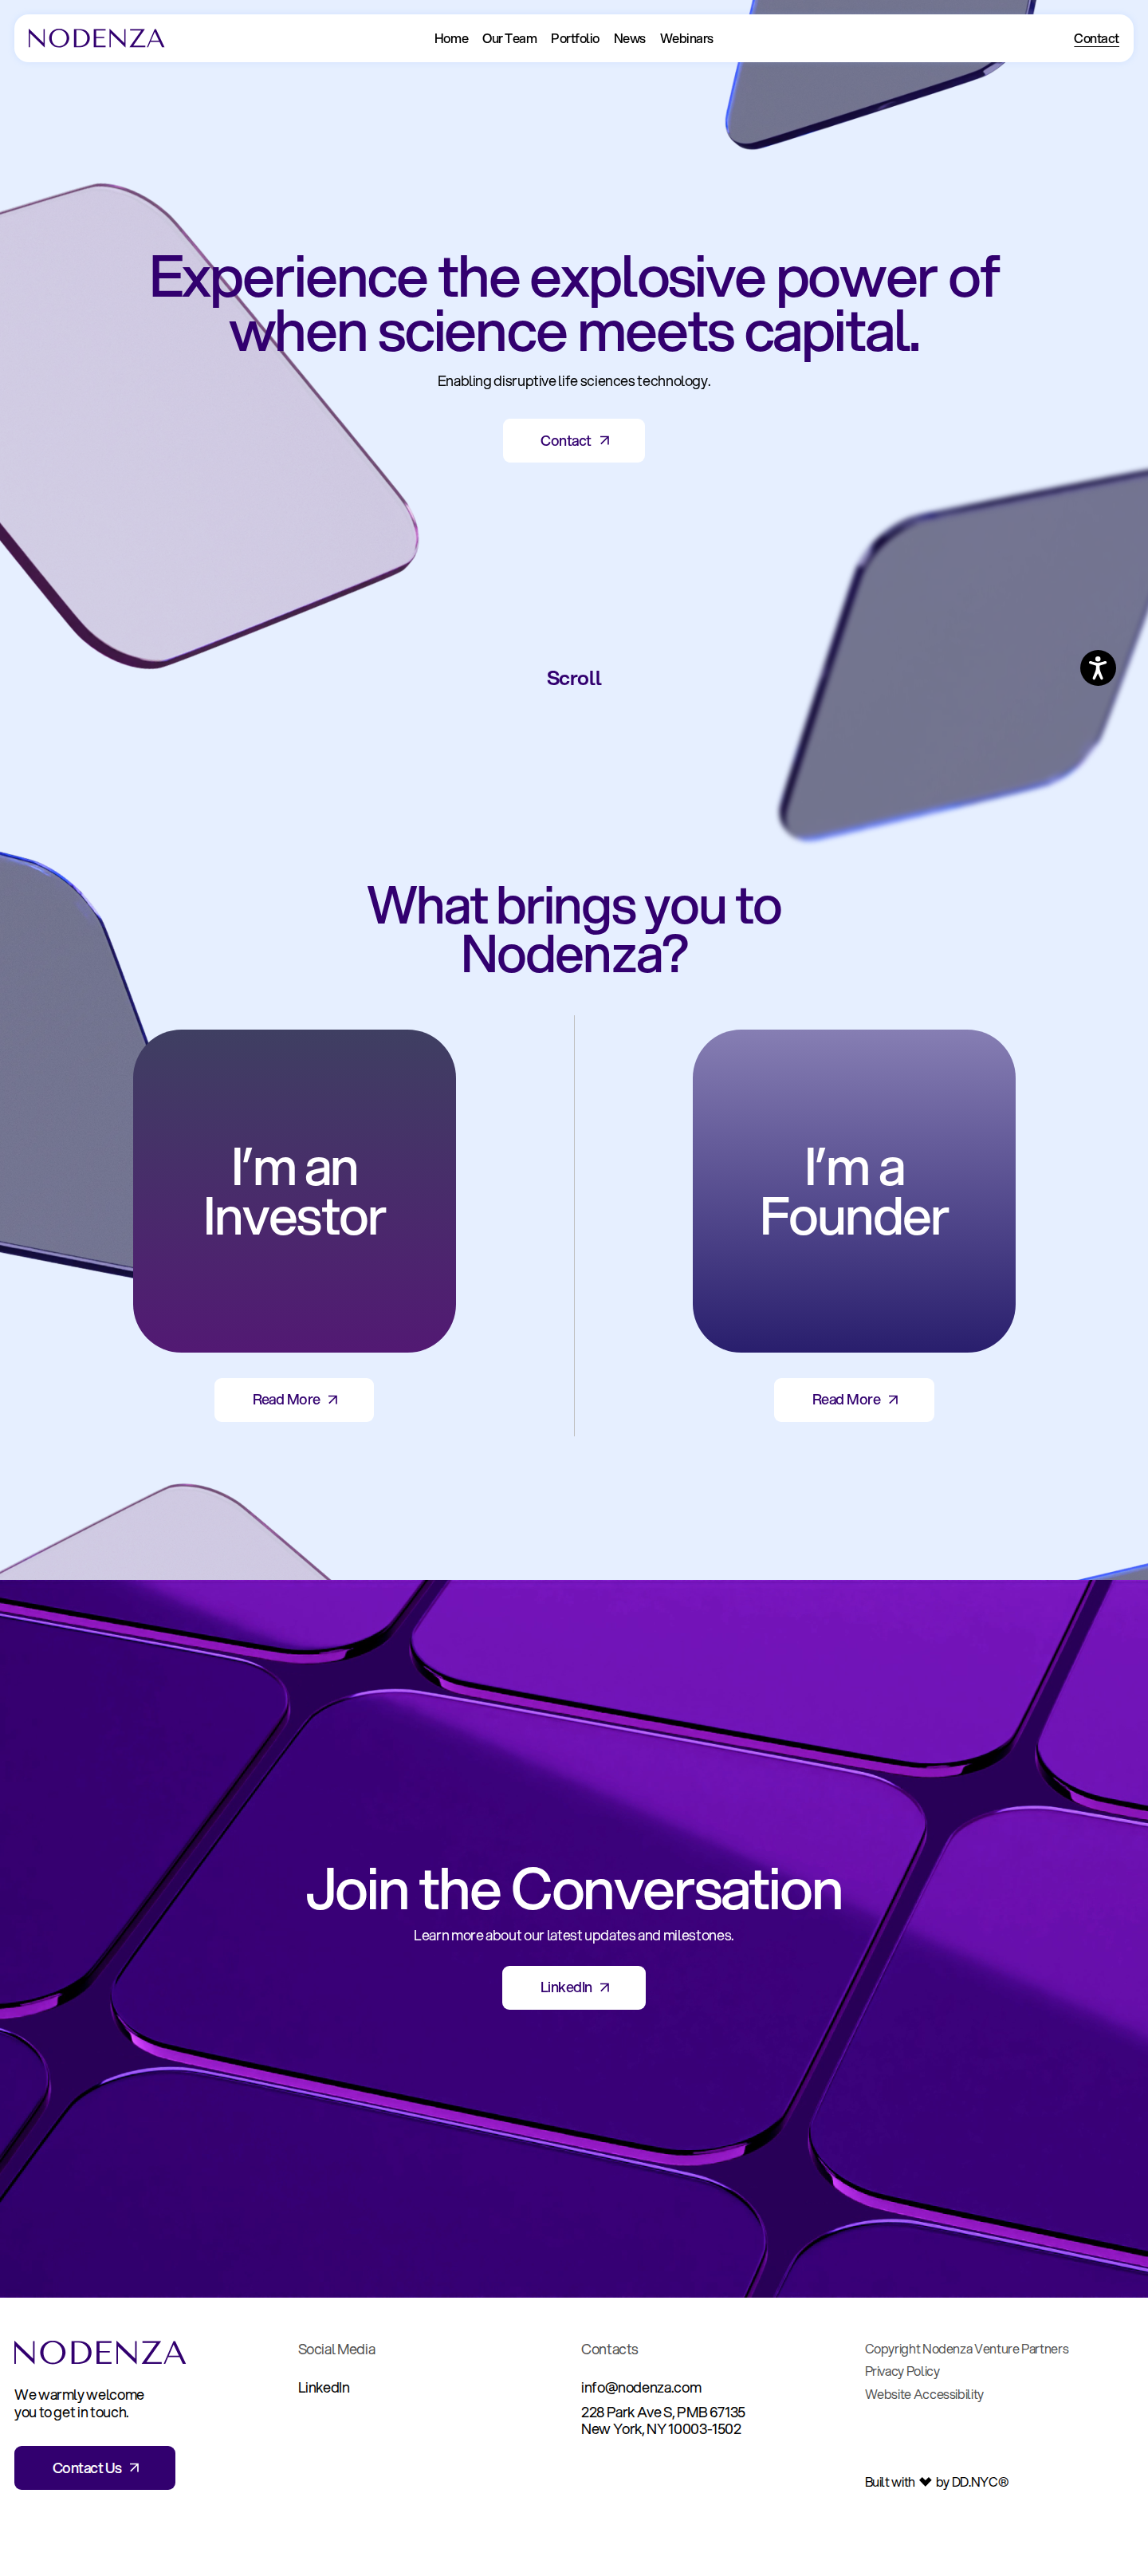 NODENZA
Home Our Team Portfolio News Webinars
Contact
Experience the explosive power of
when science meets capital.
Enabling disruptive life sciences technology.
Contact
Scroll
What brings you to
Nodenza?
I’m an
Investor
Read More
I’m a
Founder
Read More
Join the Conversation
Learn more about our latest updates and milestones.
LinkedIn
NODENZA
We warmly welcome
you to get in touch.
Contact Us
Social Media
LinkedIn
Contacts
info@nodenza.com
228 Park Ave S, PMB 67135
New York, NY 10003-1502
Copyright Nodenza Venture Partners
Privacy Policy
Website Accessibility
Built with ❤ by DD.NYC®